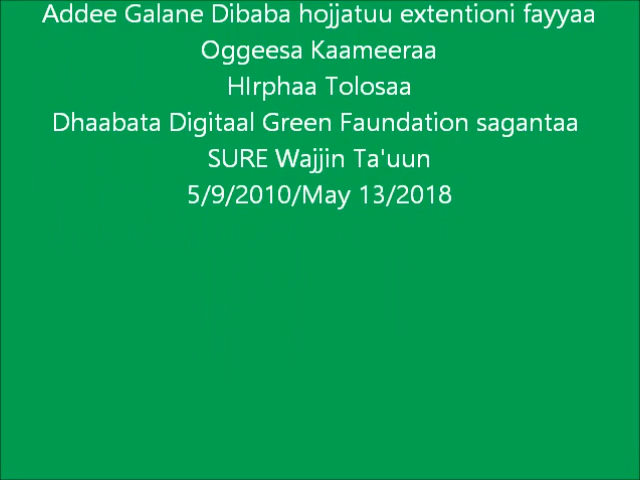 Addee Galane Dibaba hojjatuu extentioni fayyaa
Oggeesa Kaameeraa
HIrphaa Tolosaa
Dhaabata Digitaal Green Faundation sagantaa
SURE Wajjin Ta'uun
5/9/2010/May 13/2018